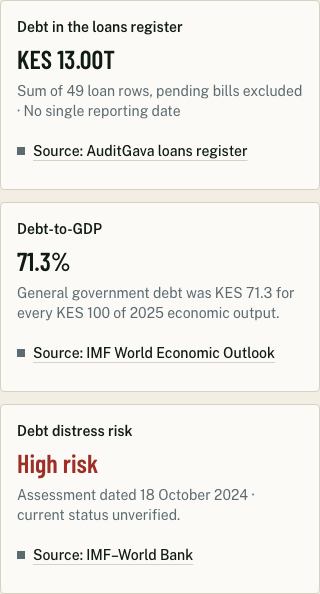 Debt in the loans register
KES 13.00T
Sum of 49 loan rows, pending bills excluded
· No single reporting date
Source: AuditGava loans register
Debt-to-GDP
71.3%
General government debt was KES 71.3 for
every KES 100 of 2025 economic output.
Source: IMF World Economic Outlook
Debt distress risk
High risk
Assessment dated 18 October 2024 ·
current status unverified.
Source: IMF–World Bank